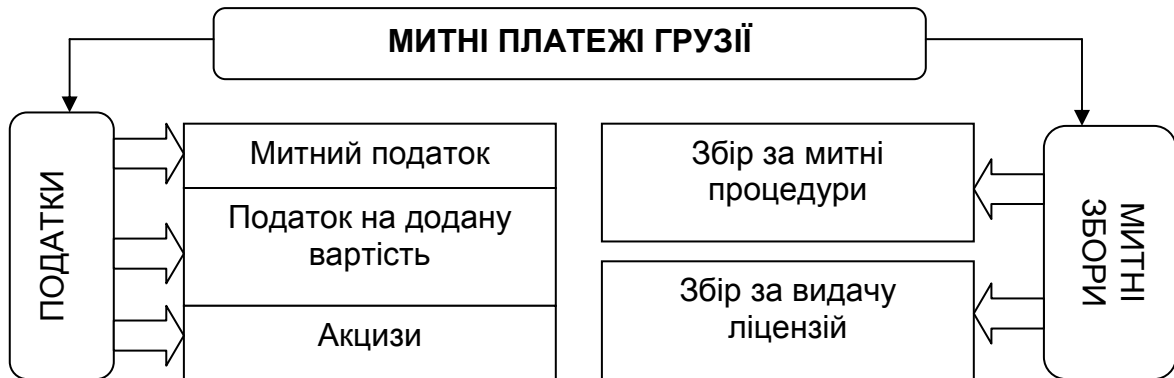 МИТНІ ПЛАТЕЖІ ГРУЗІЇ
ПОДАТКИ
Митний податок
Податок на додану
вартість
Акцизи
Збір за митні
процедури
Збір за видачу
ліцензій
МИТНІ
ЗБОРИ